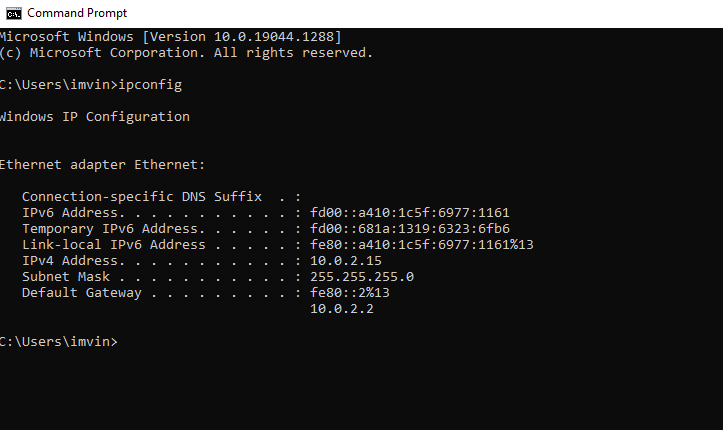 Command Prompt
Microsoft Windows [Version 10.0.19044.1288]
(c) Microsoft Corporation. All rights reserved.
C:\Users\imvin>ipconfig
Windows IP Configuration
Ethernet adapter Ethernet:
Connection-specific DNS Suffix  . :
IPv6 Address. . . . . . . . . . . : fd00::a410:1c5f:6977:1161
Temporary IPv6 Address. . . . . . : fd00::681a:1319:6323:6fb6
Link-local IPv6 Address . . . . . : fe80::a410:1c5f:6977:1161%13
IPv4 Address. . . . . . . . . . . : 10.0.2.15
Subnet Mask . . . . . . . . . . . : 255.255.255.0
Default Gateway . . . . . . . . . : fe80::2%13
10.0.2.2
C:\Users\imvin>